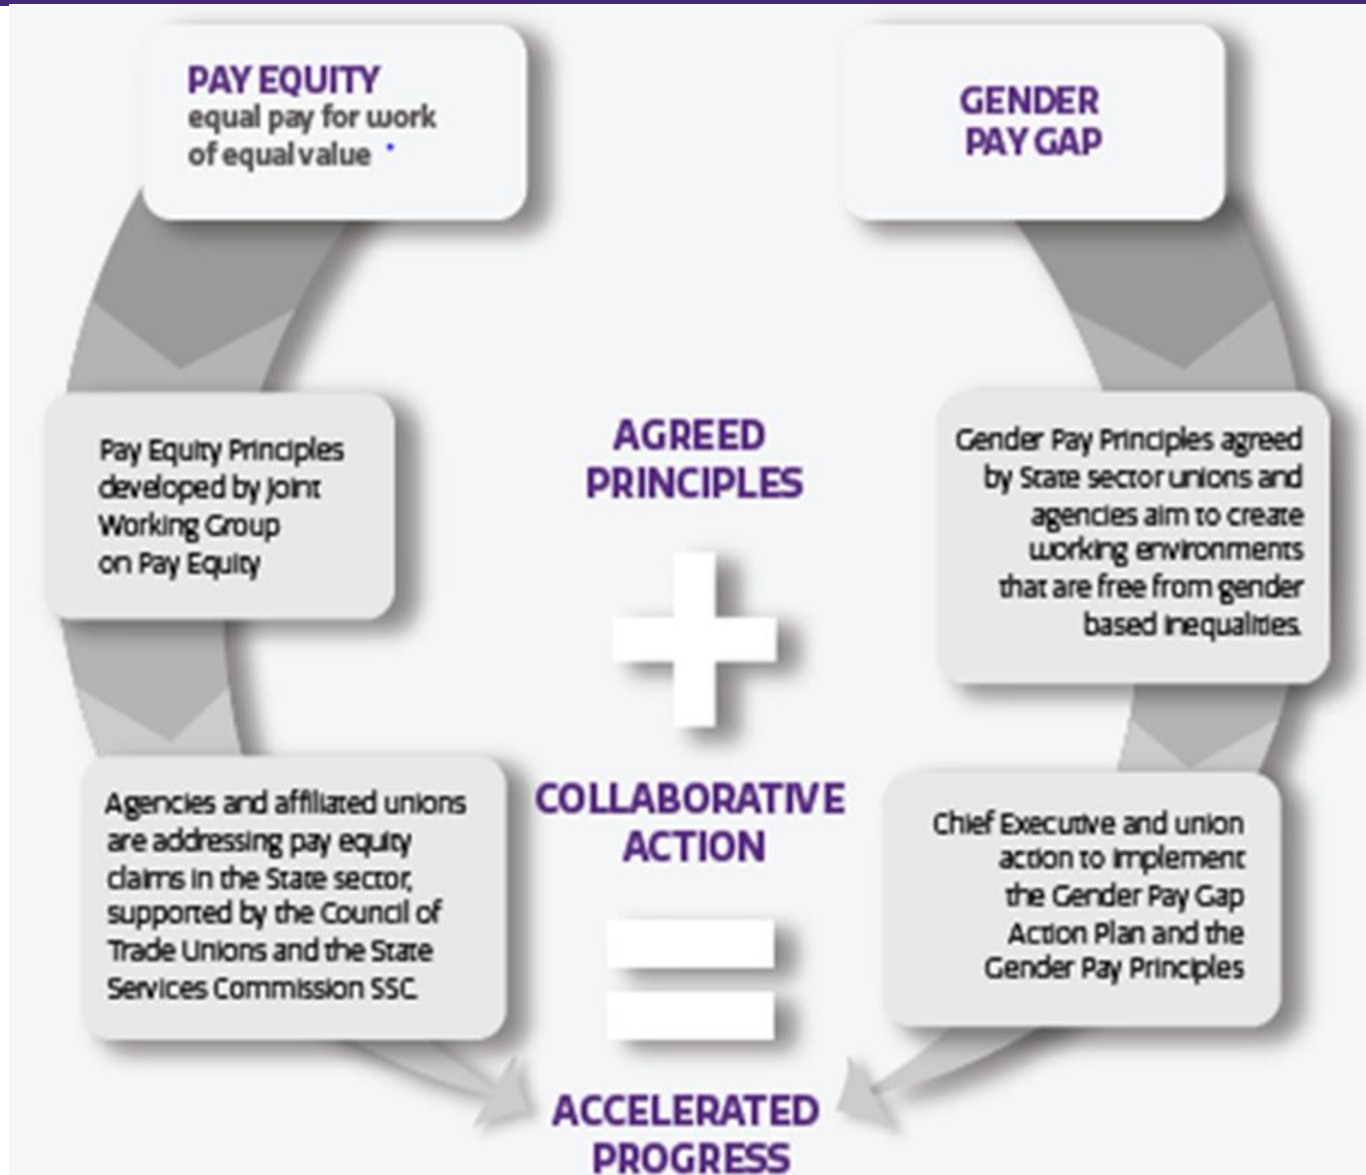 PAY EQUITY
equal pay for work
of equal value
GENDER
PAY GAP
Pay Equity Principles
developed by Joint
Working Group
on Pay Equity
AGREED
PRINCIPLES
Gender Pay Principles agreed
by State sector unions and
agencies aim to create
working environments
that are free from gender
based inequalities.
+
Agencies and affiliated unions
are addressing pay equity
claims in the State sector,
supported by the Council of
Trade Unions and the State
Services Commission SSC
COLLABORATIVE
ACTION
Chief Executive and union
action to implement
the Gender Pay Gap
Action Plan and the
Gender Pay Principles
=
ACCELERATED
PROGRESS